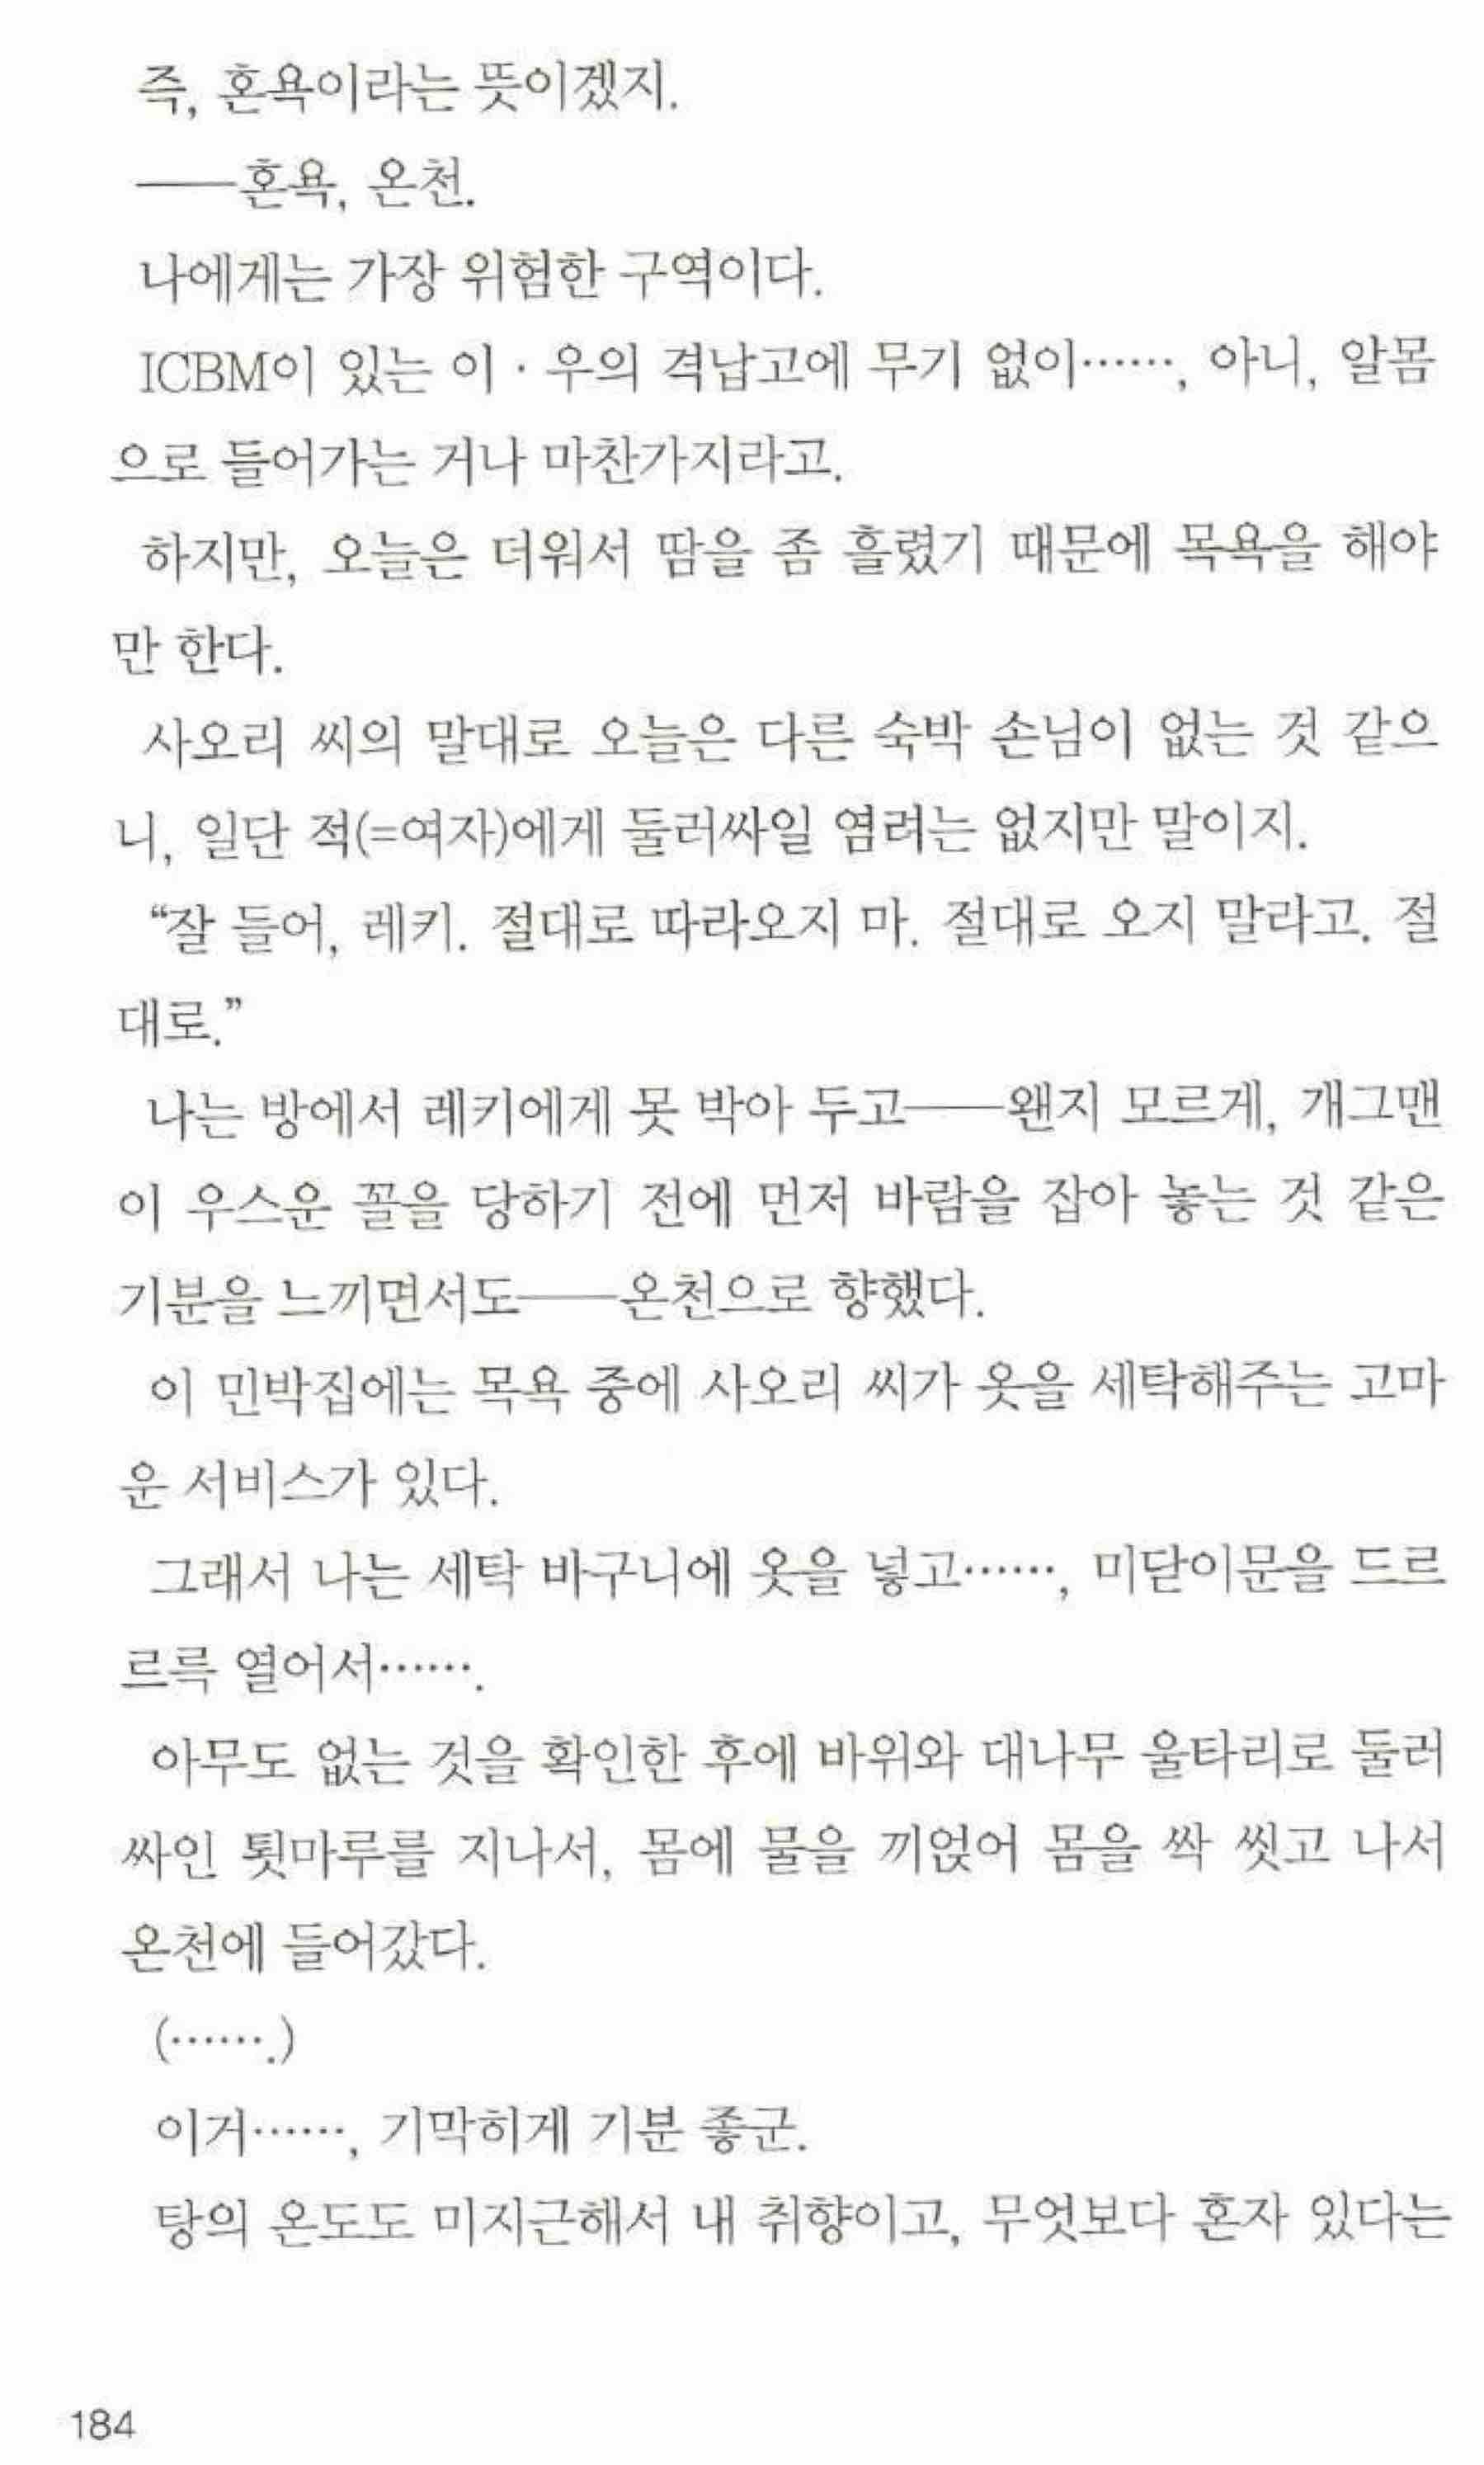 즉, 혼욕이라는 뜻이겠지.
──혼욕, 온천.
나에게는 가장 위험한 구역이다.
ICBM이 있는 이·우의 격납고에 무기 없이……, 아니, 알몸
으로 들어가는 거나 마찬가지라고.
하지만, 오늘은 더워서 땀을 좀 흘렸기 때문에 목욕을 해야
만 한다.
사오리 씨의 말대로 오늘은 다른 숙박 손님이 없는 것 같으
니, 일단 적(=여자)에게 둘러싸일 염려는 없지만 말이지.
“잘 들어, 레키. 절대로 따라오지 마. 절대로 오지 말라고. 절
대로.”
나는 방에서 레키에게 못 박아 두고──왠지 모르게, 개그맨
이 우스운 꼴을 당하기 전에 먼저 바람을 잡아 놓는 것 같은
기분을 느끼면서도──온천으로 향했다.
이 민박집에는 목욕 중에 사오리 씨가 옷을 세탁해주는 고마
운 서비스가 있다.
그래서 나는 세탁 바구니에 옷을 넣고……, 미닫이문을 드르
르륵 열어서…….
아무도 없는 것을 확인한 후에 바위와 대나무 울타리로 둘러
싸인 툇마루를 지나서, 몸에 물을 끼얹어 몸을 싹 씻고 나서
온천에 들어갔다.
(…….)
이거……, 기막히게 기분 좋군.
탕의 온도도 미지근해서 내 취향이고, 무엇보다 혼자 있다는
184